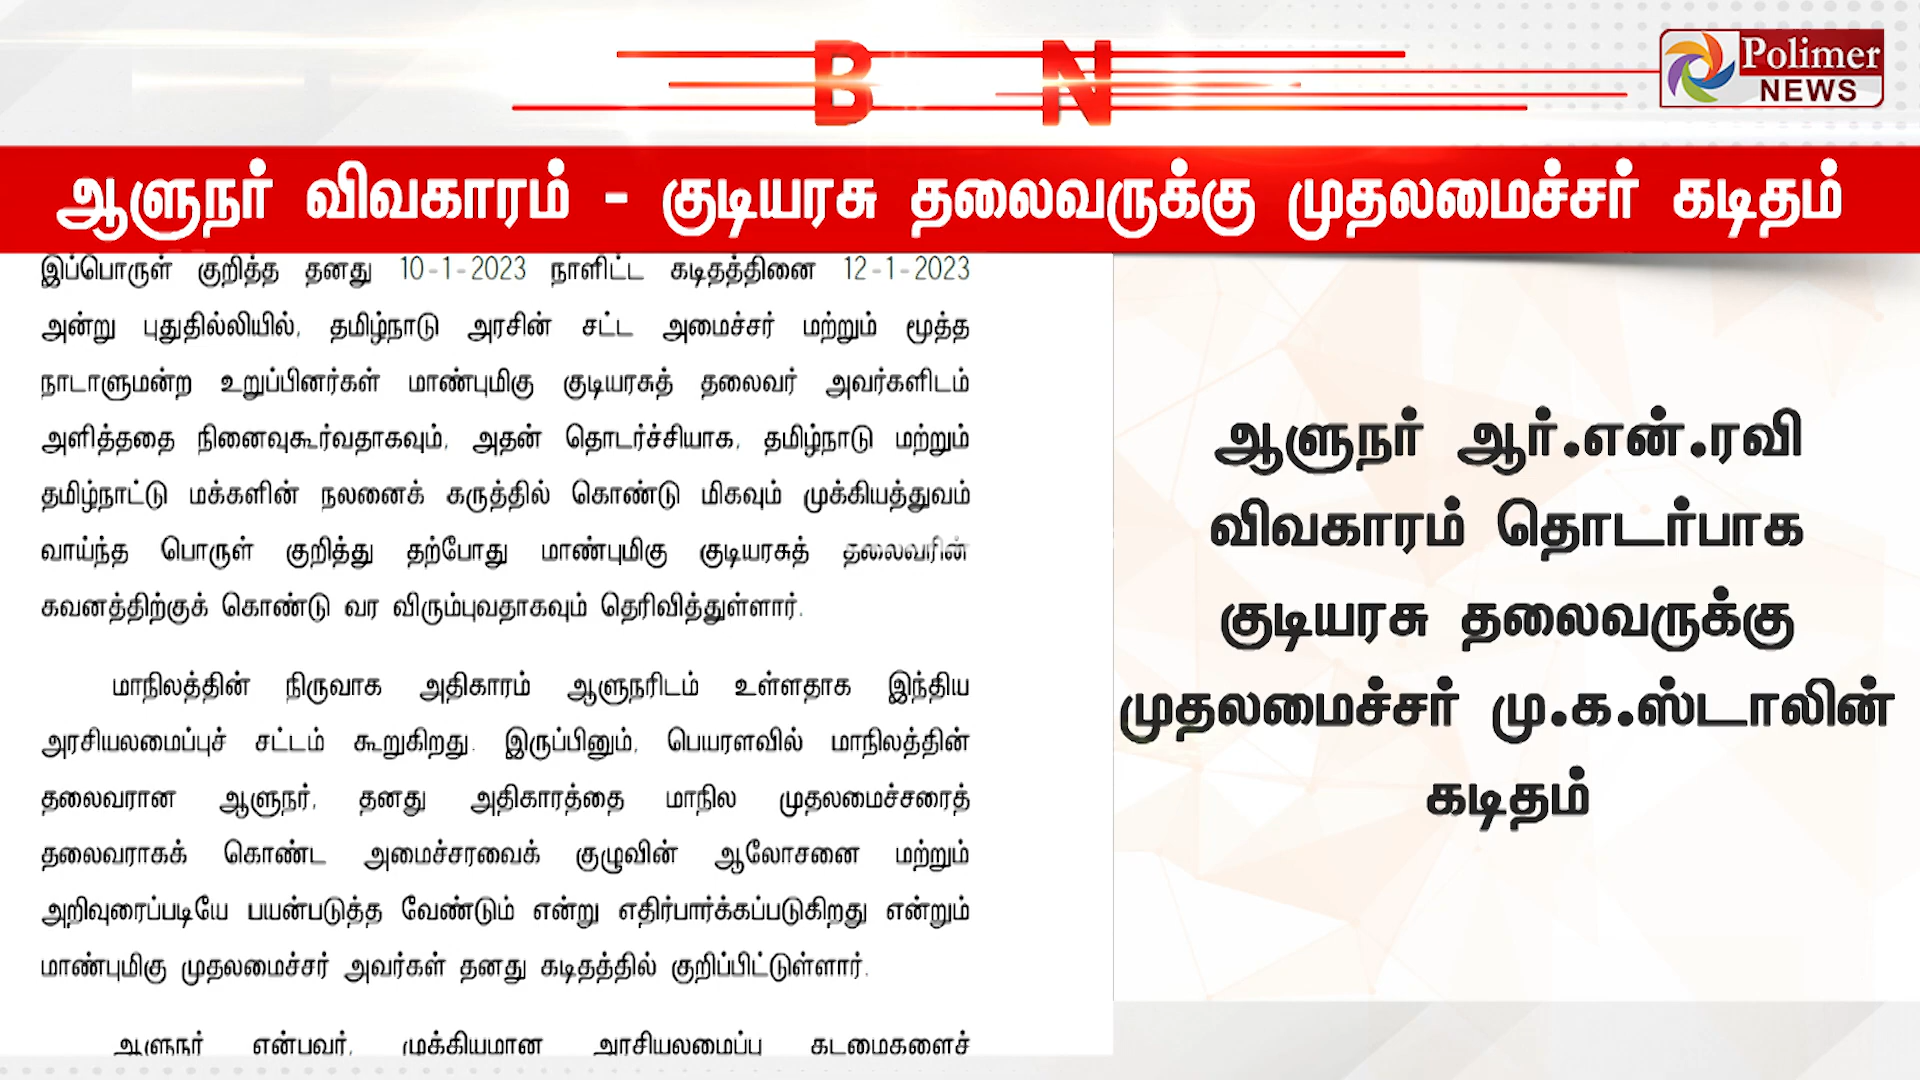 B N
Polimer
NEWS
ஆளுநர் விவகாரம் - குடியரசு தலைவருக்கு முதலமைச்சர் கடிதம்
இப்பொருள் குறித்த தனது 10-1-2023 நாளிட்ட கடிதத்தினை 12-1-2023
அன்று புதுதில்லியில், தமிழ்நாடு அரசின் சட்ட அமைச்சர் மற்றும் மூத்த
நாடாளுமன்ற உறுப்பினர்கள் மாண்புமிகு குடியரசுத் தலைவர் அவர்களிடம்
அளித்ததை நினைவுகூர்வதாகவும், அதன் தொடர்ச்சியாக, தமிழ்நாடு மற்றும்
தமிழ்நாட்டு மக்களின் நலனைக் கருத்தில் கொண்டு மிகவும் முக்கியத்துவம்
வாய்ந்த பொருள் குறித்து தற்போது மாண்புமிகு குடியரசுத் தலைவரின்
கவனத்திற்குக் கொண்டு வர விரும்புவதாகவும் தெரிவித்துள்ளார்.
மாநிலத்தின் நிருவாக அதிகாரம் ஆளுநரிடம் உள்ளதாக இந்திய
அரசியலமைப்புச் சட்டம் கூறுகிறது. இருப்பினும், பெயரளவில் மாநிலத்தின்
தலைவரான ஆளுநர், தனது அதிகாரத்தை மாநில முதலமைச்சரைத்
தலைவராகக் கொண்ட அமைச்சரவைக் குழுவின் ஆலோசனை மற்றும்
அறிவுரைப்படியே பயன்படுத்த வேண்டும் என்று எதிர்பார்க்கப்படுகிறது என்றும்
மாண்புமிகு முதலமைச்சர் அவர்கள் தனது கடிதத்தில் குறிப்பிட்டுள்ளார்.
ஆளுநர் என்பவர், முக்கியமான அரசியலமைப்பு கடமைகளைச்
ஆளுநர் ஆர்.என்.ரவி
விவகாரம் தொடர்பாக
குடியரசு தலைவருக்கு
முதலமைச்சர் மு.க.ஸ்டாலின்
கடிதம்